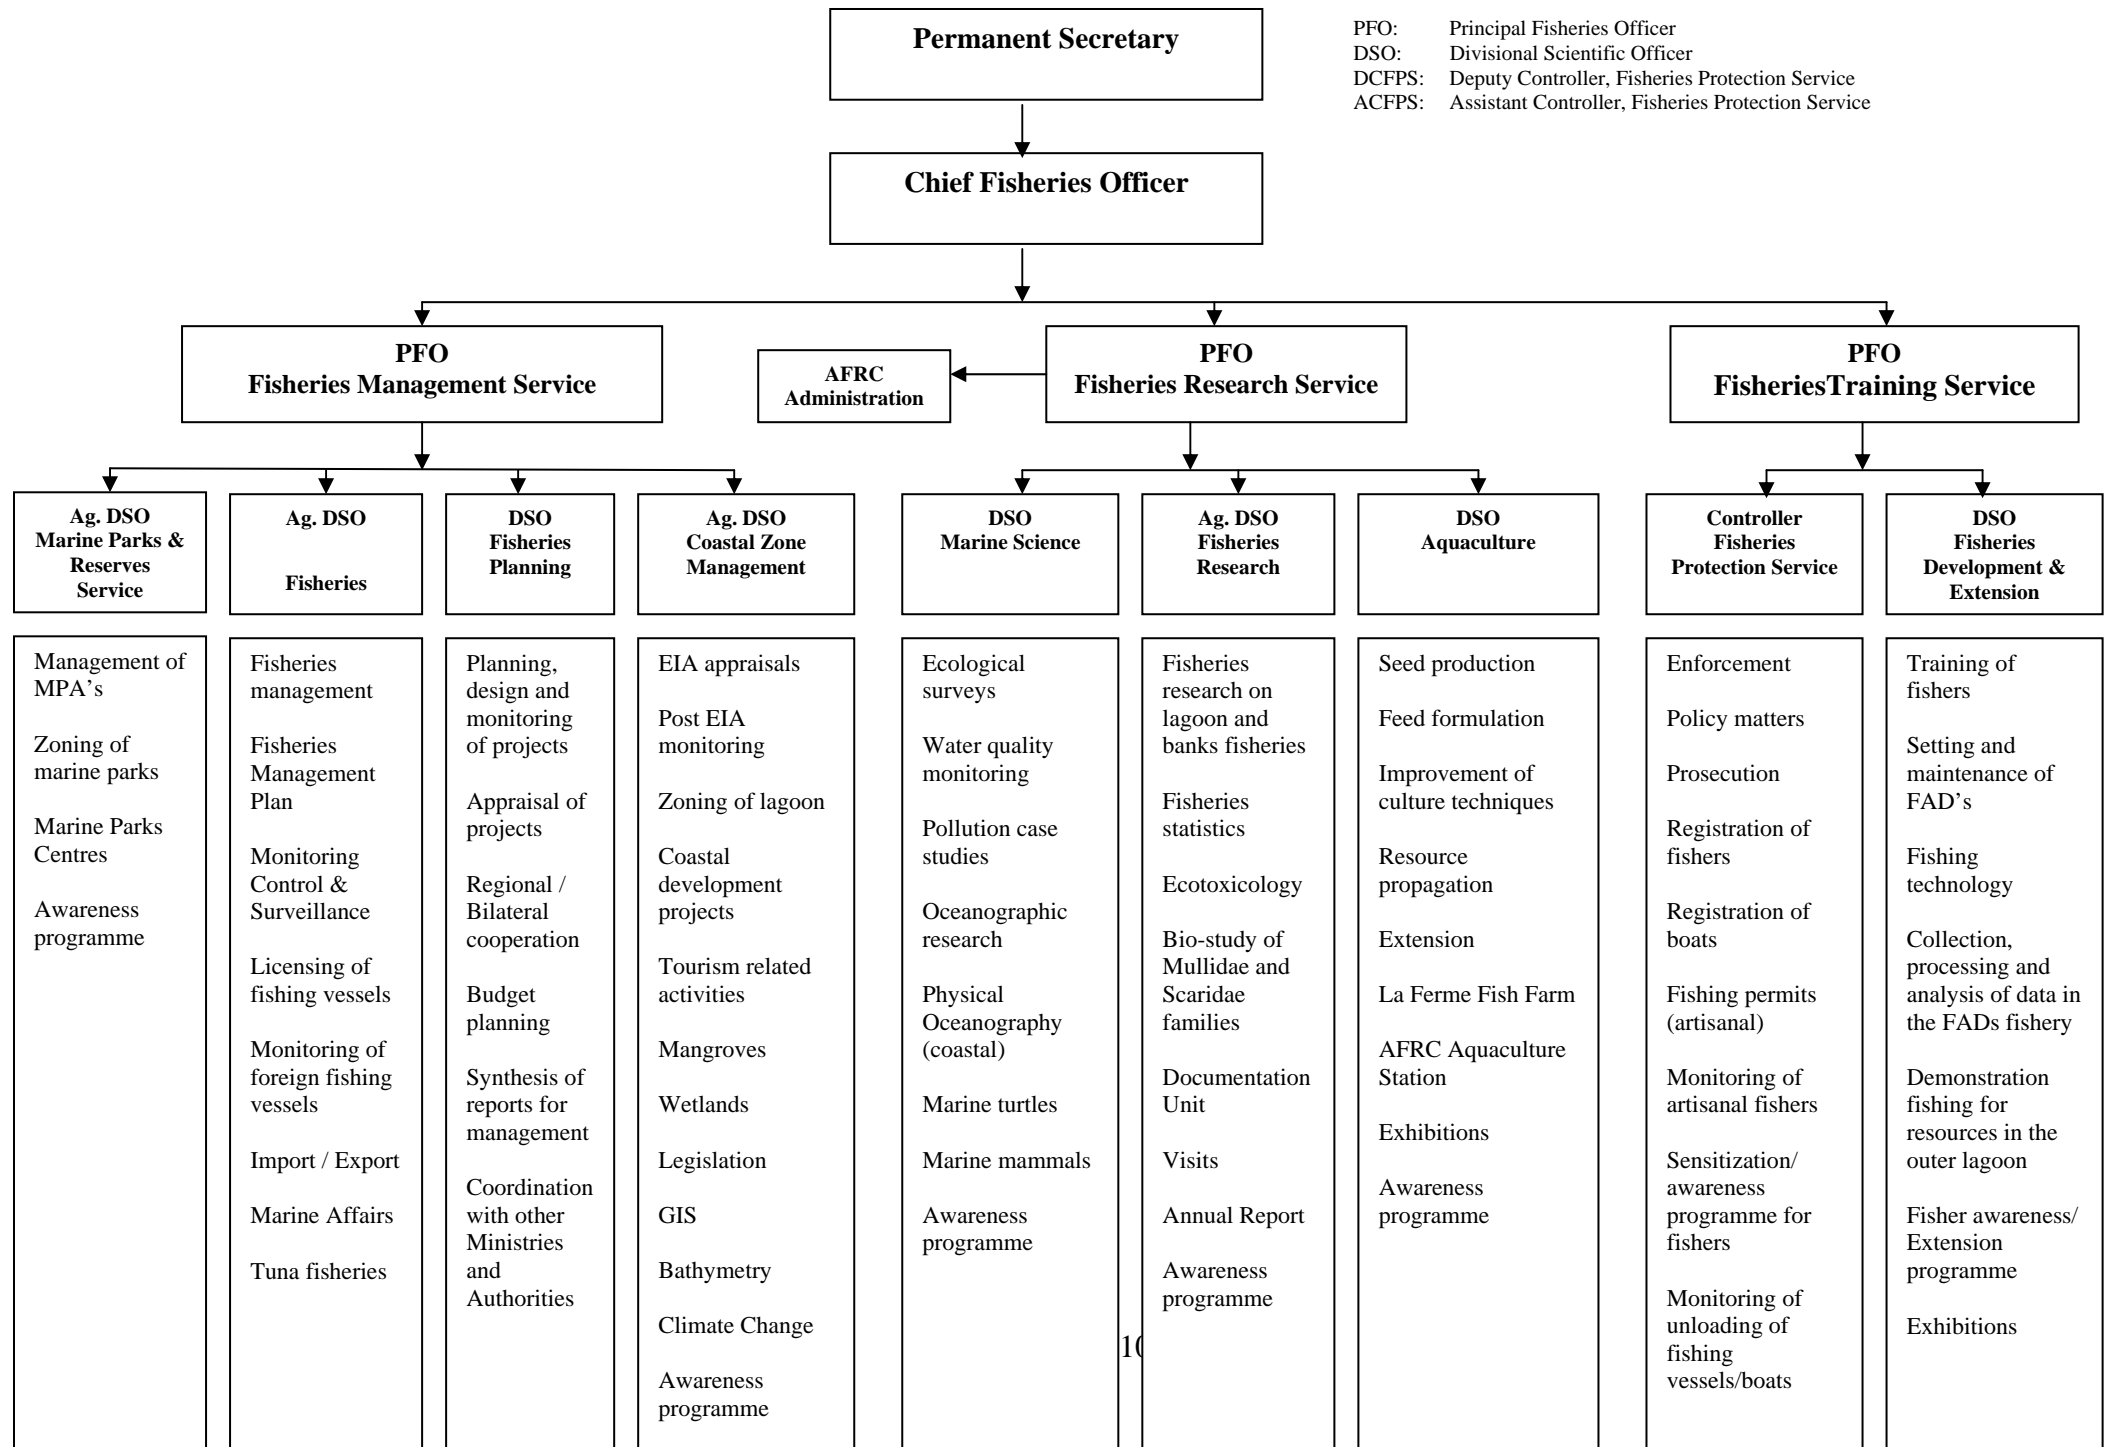 Permanent Secretary
PFO: Principal Fisheries Officer
DSO: Divisional Scientific Officer
DCFPS: Deputy Controller, Fisheries Protection Service
ACFPS: Assistant Controller, Fisheries Protection Service
Chief Fisheries Officer
PFO
Fisheries Management Service
AFRC
Administration
PFO
Fisheries Research Service
PFO
FisheriesTraining Service
Ag. DSO
Marine Parks &
Reserves
Service
Ag. DSO
Fisheries
DSO
Fisheries
Planning
Ag. DSO
Coastal Zone
Management
DSO
Marine Science
Ag. DSO
Fisheries
Research
DSO
Aquaculture
Controller
Fisheries
Protection Service
DSO
Fisheries
Development &
Extension
Management of
MPA’s
Zoning of
marine parks
Marine Parks
Centres
Awareness
programme
Fisheries
management
Fisheries
Management
Plan
Monitoring
Control &
Surveillance
Licensing of
fishing vessels
Monitoring of
foreign fishing
vessels
Import / Export
Marine Affairs
Tuna fisheries
Planning,
design and
monitoring
of projects
Appraisal of
projects
Regional /
Bilateral
cooperation
Budget
planning
Synthesis of
reports for
management
Coordination
with other
Ministries
and
Authorities
EIA appraisals
Post EIA
monitoring
Zoning of lagoon
Coastal
development
projects
Tourism related
activities
Mangroves
Wetlands
Legislation
GIS
Bathymetry
Climate Change
Awareness
programme
Ecological
surveys
Water quality
monitoring
Pollution case
studies
Oceanographic
research
Physical
Oceanography
(coastal)
Marine turtles
Marine mammals
Awareness
programme
Fisheries
research on
lagoon and
banks fisheries
Fisheries
statistics
Ecotoxicology
Bio-study of
Mullidae and
Scaridae
families
Documentation
Unit
Visits
Annual Report
Awareness
programme
Seed production
Feed formulation
Improvement of
culture techniques
Resource
propagation
Extension
La Ferme Fish Farm
AFRC Aquaculture
Station
Exhibitions
Awareness
programme
Enforcement
Policy matters
Prosecution
Registration of
fishers
Registration of
boats
Fishing permits
(artisanal)
Monitoring of
artisanal fishers
Sensitization/
awareness
programme for
fishers
Monitoring of
unloading of
fishing
vessels/boats
Training of
fishers
Setting and
maintenance of
FAD’s
Fishing
technology
Collection,
processing and
analysis of data in
the FADs fishery
Demonstration
fishing for
resources in the
outer lagoon
Fisher awareness/
Extension
programme
Exhibitions